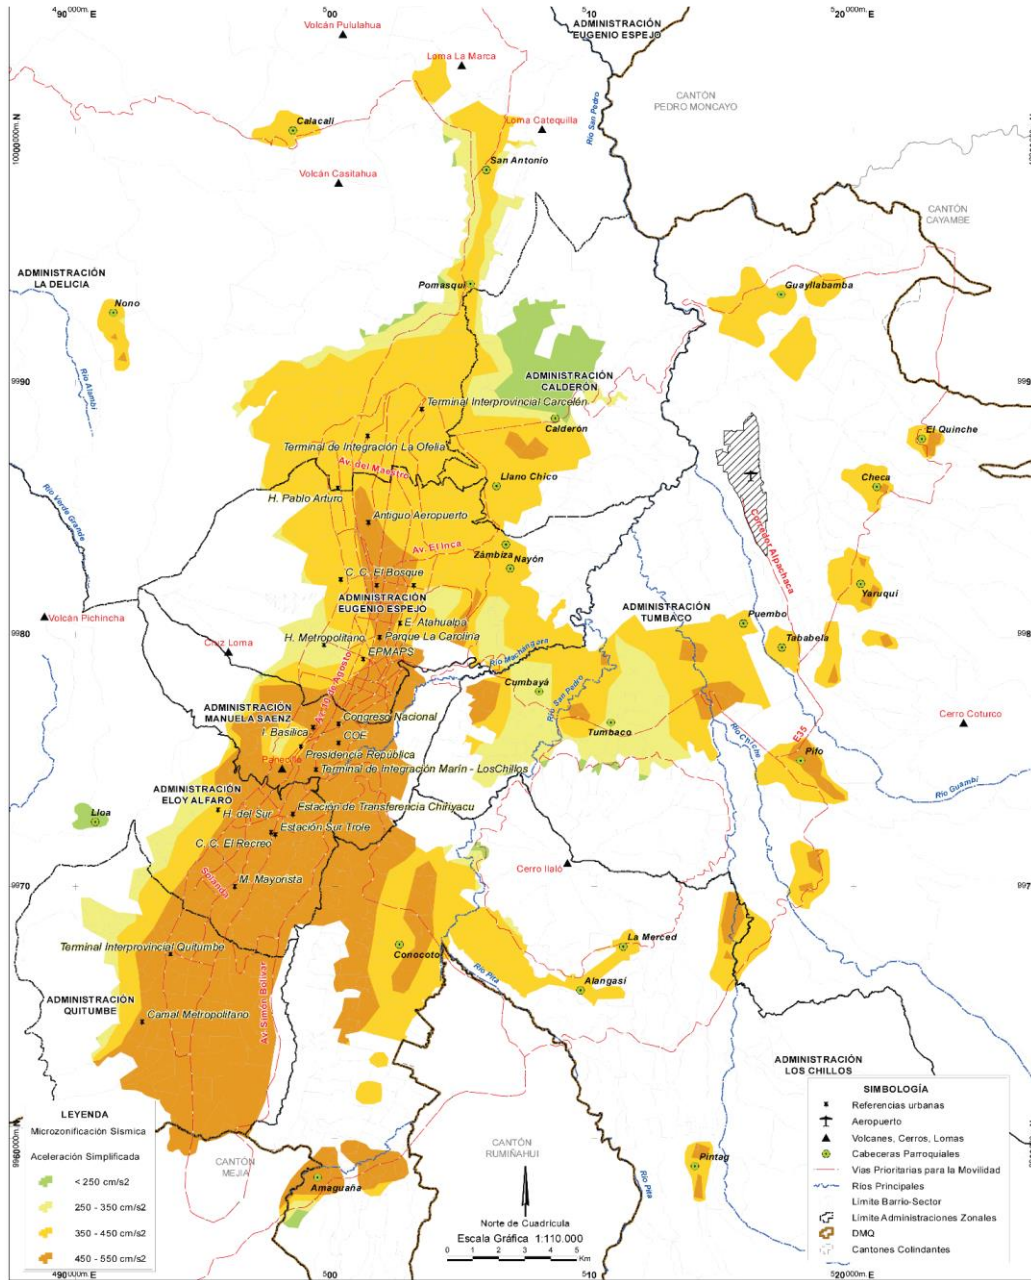 490000m. E
500
510
520000m. E
10000000m. N
9990
9980
9970
9960000m. N
Volcán Pululahua
Loma La Marca
ADMINISTRACIÓN
EUGENIO ESPEJO
CANTÓN
PEDRO MONCAYO
Río San Pedro
Calacalí
Loma Catequilla
San Antonio
Volcán Casitahua
CANTÓN
CAYAMBE
ADMINISTRACIÓN
LA DELICIA
Pomasqui
Nono
Guayllabamba
Río Alambi
ADMINISTRACIÓN
CALDERÓN
Terminal Interprovincial Carcelén
Calderón
Terminal de Integración La Ofelia
El Quinche
Av. del Maestro
Río Verde Grande
H. Pablo Arturo
Llano Chico
Checa
Antiguo Aeropuerto
Corredor Alpachaca
Av. El Inca
Zámbiza
Nayón
C. C. El Bosque
Yaruquí
ADMINISTRACIÓN
EUGENIO ESPEJO
ADMINISTRACIÓN
TUMBACO
Volcán Pichincha
E. Atahualpa
Puembo
Cruz Loma
H. Metropolitano
Parque La Carolina
Tababela
EPMAPS
Río Machángara
Cumbayá
Río San Pedro
Av. 10 de Agosto
ADMINISTRACIÓN
MANUELA SAENZ
Congreso Nacional
I. Basílica
COE
Tumbaco
Río Chiche
E35
Cerro Coturco
Presidencia República
Panecillo
Terminal de Integración Marín - LosChillos
Pifo
Río Guambi
ADMINISTRACIÓN
ELOY ALFARO
Lloa
H. del Sur
Estación de Transferencia Chiriyacu
Estación Sur Trole
C. C. El Recreo
Cerro Ilaló
Solanda
M. Mayorista
Terminal Interprovincial Quitumbe
Conocoto
La Merced
Río Pita
Alangasí
ADMINISTRACIÓN
QUITUMBE
Camal Metropolitano
Av. Simón Bolívar
ADMINISTRACIÓN
LOS CHILLOS
CANTÓN
MEJIA
CANTÓN
RUMIÑAHUI
Amaguaña
Pintag
Río Pita
LEYENDA
Microzonificación Sísmica
Aceleración Simplificada
< 250 cm/s2
250 - 350 cm/s2
350 - 450 cm/s2
450 - 550 cm/s2
Norte de Cuadrícula
Escala Gráfica 1:110.000
0 1 2 3 4 5
Km
SIMBOLOGÍA
Referencias urbanas
Aeropuerto
Volcanes, Cerros, Lomas
Cabeceras Parroquiales
Vías Prioritarias para la Movilidad
Ríos Principales
Límite Barrio-Sector
Límite Administraciones Zonales
DMQ
Cantones Colindantes